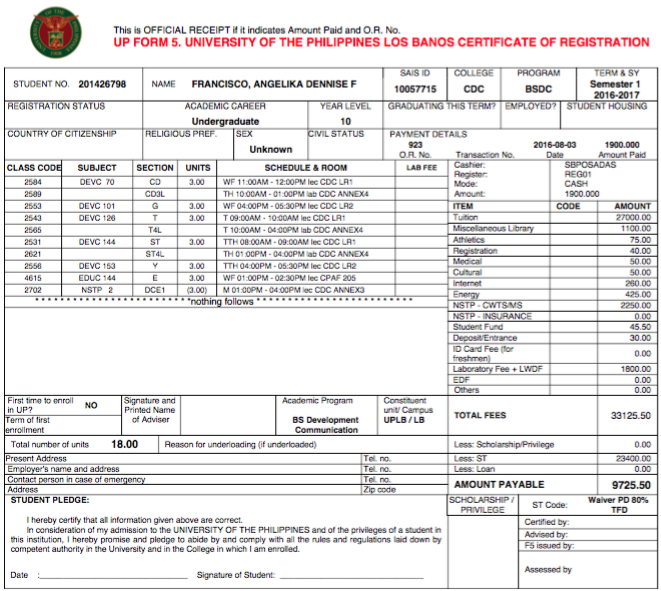 This is OFFICIAL RECEIPT if it indicates Amount Paid and O.R. No.
UP FORM 5. UNIVERSITY OF THE PHILIPPINES LOS BANOS CERTIFICATE OF REGISTRATION
STUDENT NO. 201426798 NAME FRANCISCO, ANGELIKA DENNISE F SAIS ID 10057715 COLLEGE CDC PROGRAM BSDC TERM & SY Semester 1 2016-2017
REGISTRATION STATUS ACADEMIC CAREER Undergraduate YEAR LEVEL 10 GRADUATING THIS TERM? EMPLOYED? STUDENT HOUSING
COUNTRY OF CITIZENSHIP RELIGIOUS PREF. SEX Unknown CIVIL STATUS PAYMENT DETAILS
923 2016-08-03 1900.000
O.R. No. Transaction No. Date Amount Paid
CLASS CODE SUBJECT SECTION UNITS SCHEDULE & ROOM LAB FEE
2584 DEVC 70 CD 3.00 WF 11:00AM - 12:00PM lec CDC LR1
2589 CD3L TH 10:00AM - 01:00PM lab CDC ANNEX4
2553 DEVC 101 G 3.00 WF 04:00PM - 05:30PM lec CDC LR2
2543 DEVC 126 T 3.00 T 09:00AM - 10:00AM lec CDC LR1
2565 T4L T 10:00AM - 04:00PM lab CDC ANNEX4
2531 DEVC 144 ST 3.00 TTH 08:00AM - 09:00AM lec CDC LR1
2621 ST4L TH 01:00PM - 04:00PM lab CDC ANNEX4
2556 DEVC 153 Y 3.00 TTH 04:00PM - 05:30PM lec CDC LR2
4615 EDUC 144 E 3.00 WF 01:00PM - 02:30PM lec CPAF 205
2702 NSTP 2 DCE1 (3.00) M 01:00PM - 04:00PM lec CDC ANNEX3
* * * * * * * * * * * * * * * * * * * * * * * * * *nothing follows * * * * * * * * * * * * * * * * * * * * * * * * * *
Cashier: SBPOSADAS
Register: REG01
Mode: CASH
Amount: 1900.000
ITEM CODE AMOUNT
Tuition 27000.00
Miscellaneous Library 1100.00
Athletics 75.00
Registration 40.00
Medical 50.00
Cultural 50.00
Internet 260.00
Energy 425.00
NSTP - CWTS/MS 2250.00
NSTP - INSURANCE 0.00
Student Fund 45.50
Deposit/Entrance 30.00
ID Card Fee (for freshmen) 0.00
Laboratory Fee + LWDF 1800.00
EDF 0.00
Others 0.00
First time to enroll in UP? NO
Term of first enrollment
Signature and Printed Name of Adviser
Academic Program
BS Development Communication
Constituent unit/ Campus
UPLB / LB
TOTAL FEES 33125.50
Total number of units 18.00 Reason for underloading (if underloaded)
Less: Scholarship/Privilege 0.00
Present Address Tel. no.
Less: ST 23400.00
Employer's name and address Tel. no.
Less: Loan 0.00
Contact person in case of emergency Tel. no.
Address Zip code
AMOUNT PAYABLE 9725.50
STUDENT PLEDGE:
I hereby certify that all information given above are correct.
In consideration of my admission to the UNIVERSITY OF THE PHILIPPINES and of the privileges of a student in
this institution, I hereby promise and pledge to abide by and comply with all the rules and regulations laid down by
competent authority in the University and in the College in which I am enrolled.
Date : Signature of Student:
SCHOLARSHIP / PRIVILEGE ST Code: Waiver PD 80% TFD
Certified by:
Advised by:
F5 issued by:
Assessed by